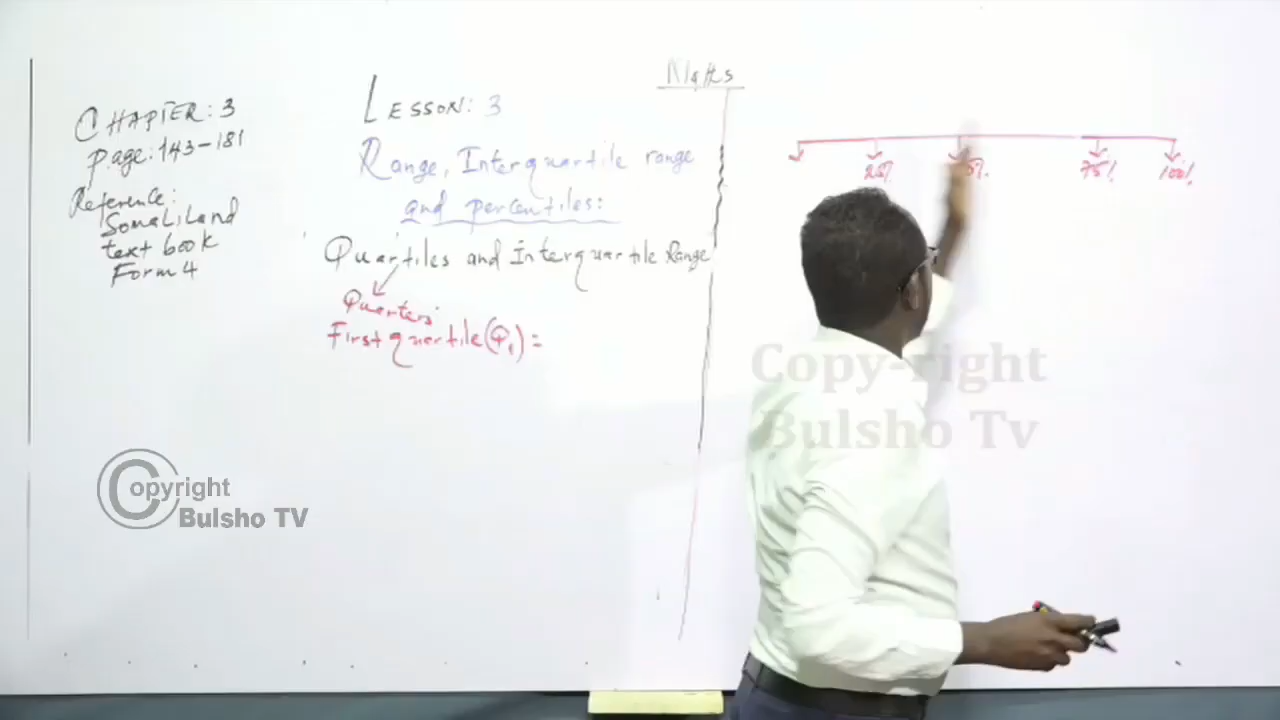 Maths
CHAPTER: 3
page: 143-181
Reference:
Somaliland
text book
Form 4
LESSON: 3
Range, Interquartile range
and percentiles:
Quartiles and Interquartile Range
Quarters:
First quartile (Q1) =
25% 75% 100%
Copy-right
Bulsho Tv
Copyright
Bulsho TV